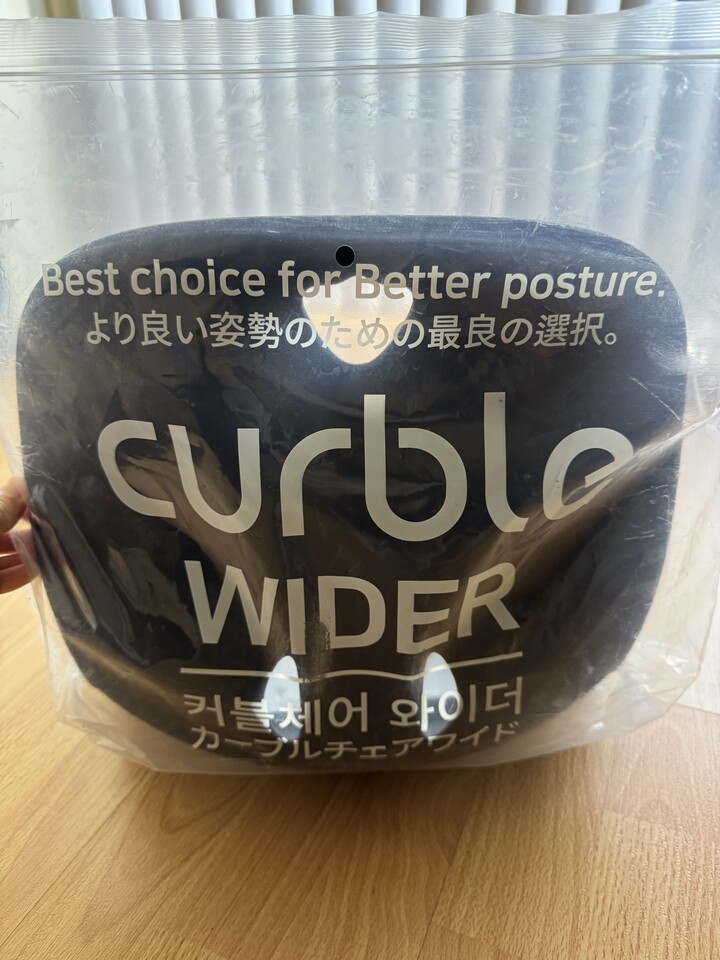 Best choice for Better posture.
より良い姿勢のための最良の選択。
curble
WIDER
커블체어 와이더
カーブルチェアワイド